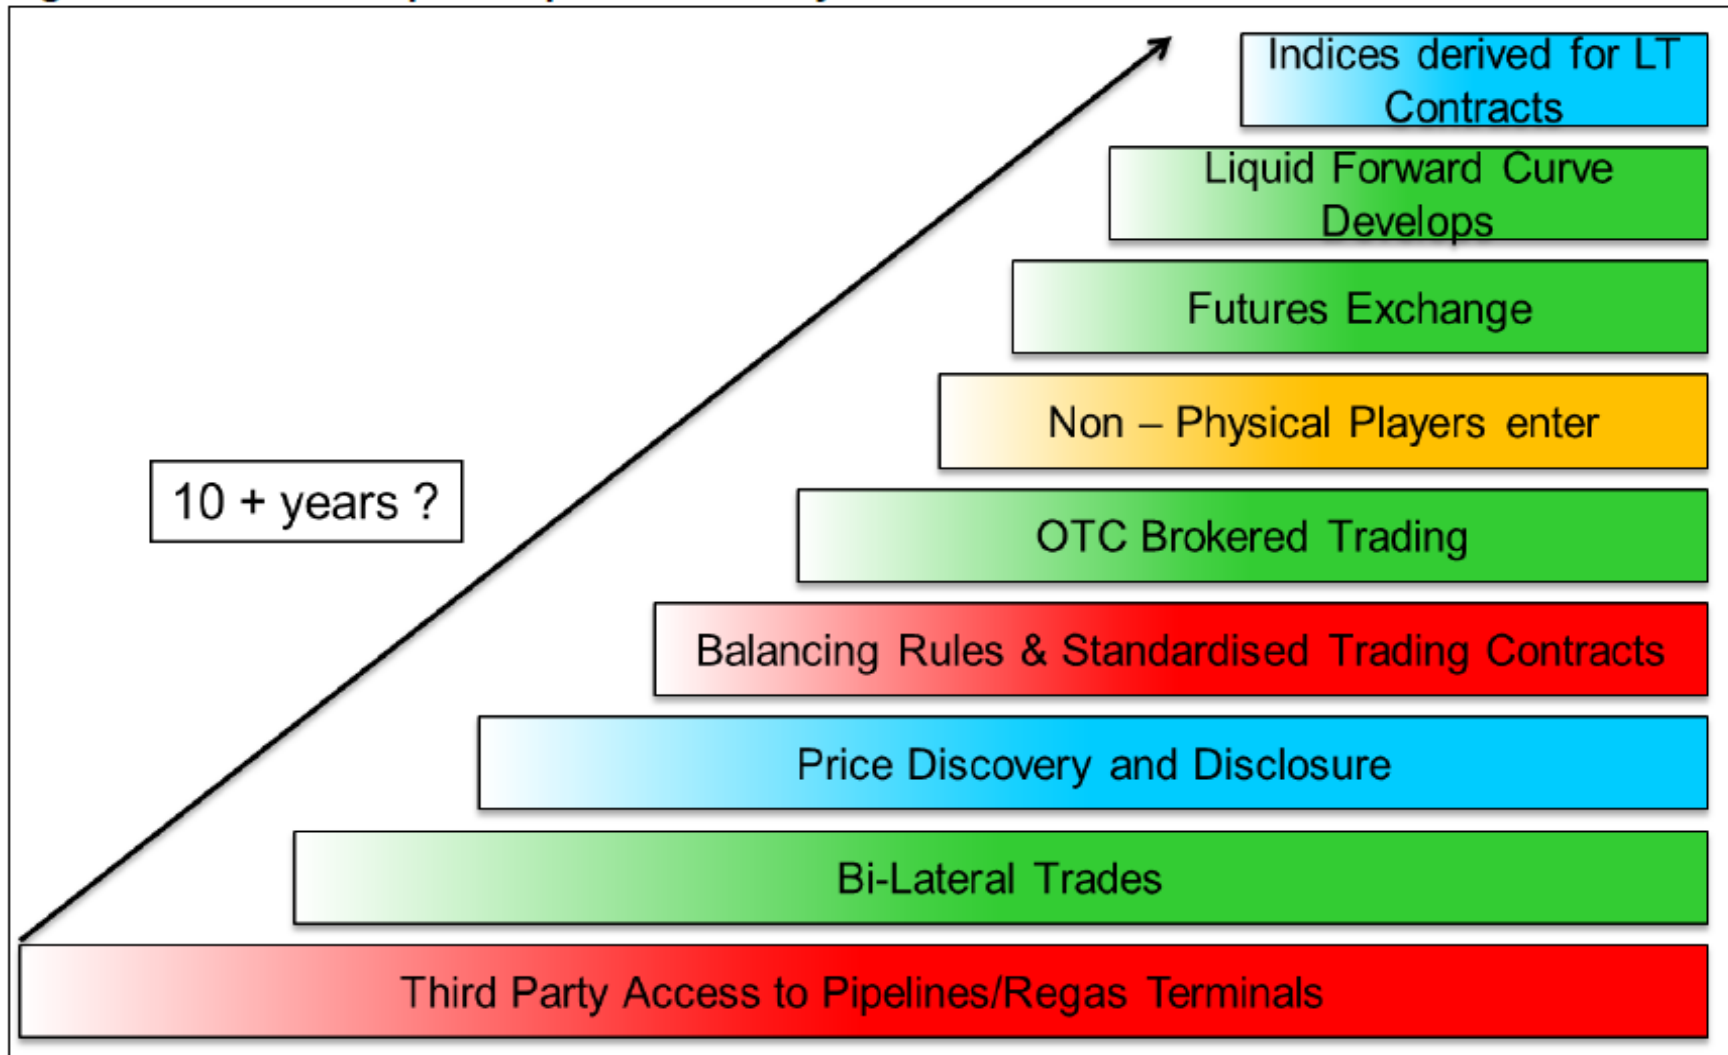 Indices derived for LT
Contracts
Liquid Forward Curve
Develops
Futures Exchange
Non – Physical Players enter
10 + years ?
OTC Brokered Trading
Balancing Rules & Standardised Trading Contracts
Price Discovery and Disclosure
Bi-Lateral Trades
Third Party Access to Pipelines/Regas Terminals